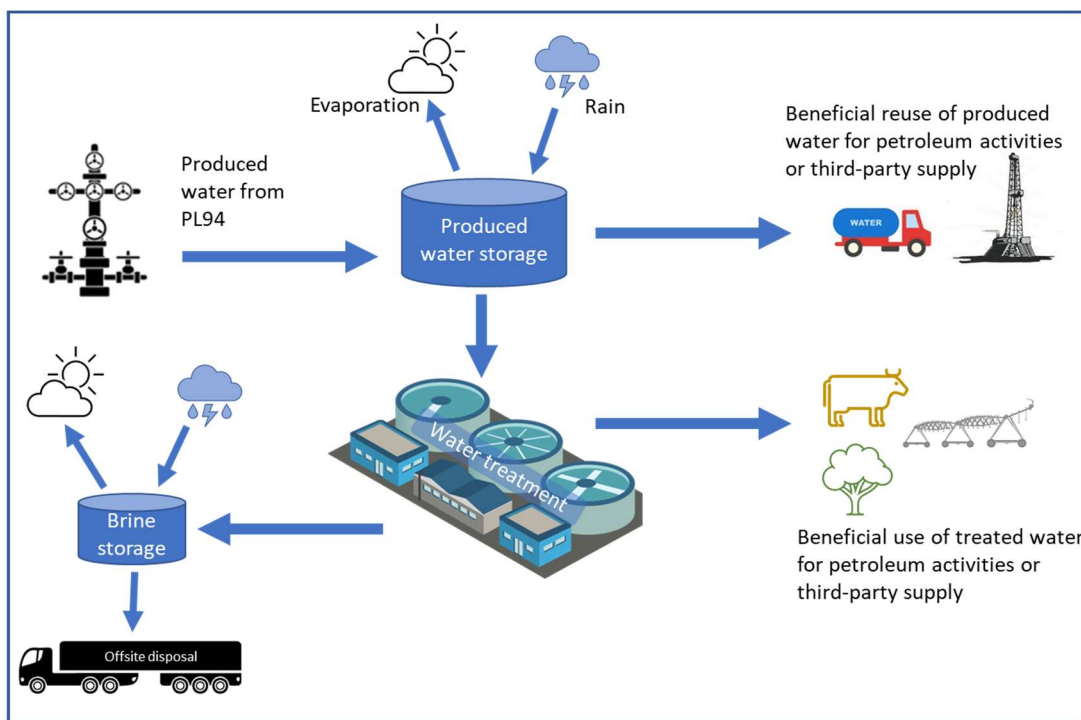 Evaporation
Rain
Produced
water from
PL94
Produced
water storage
Beneficial reuse of produced
water for petroleum activities
or third-party supply
WATER
Water treatment
Brine
storage
Beneficial use of treated water
for petroleum activities or
third-party supply
Offsite disposal